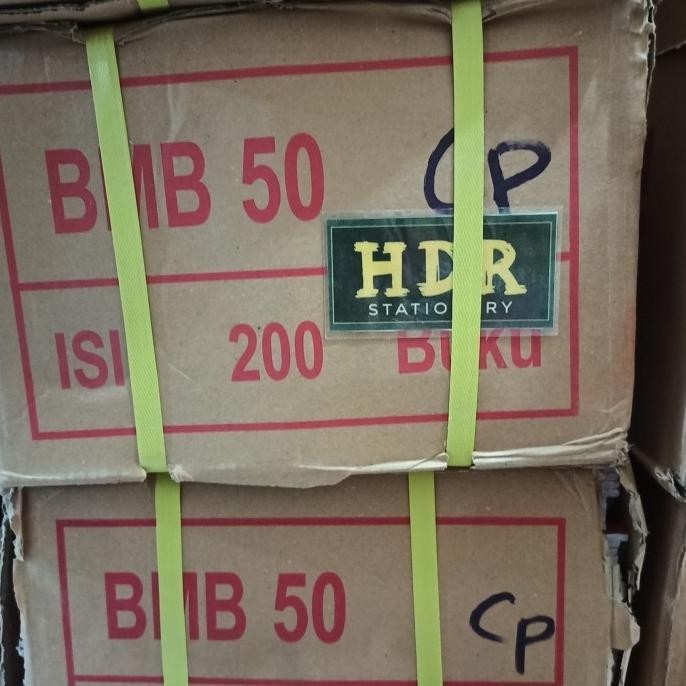 BMB 50 CP
HDR
STATIONERY
ISI 200 Buku
BMB 50 CP